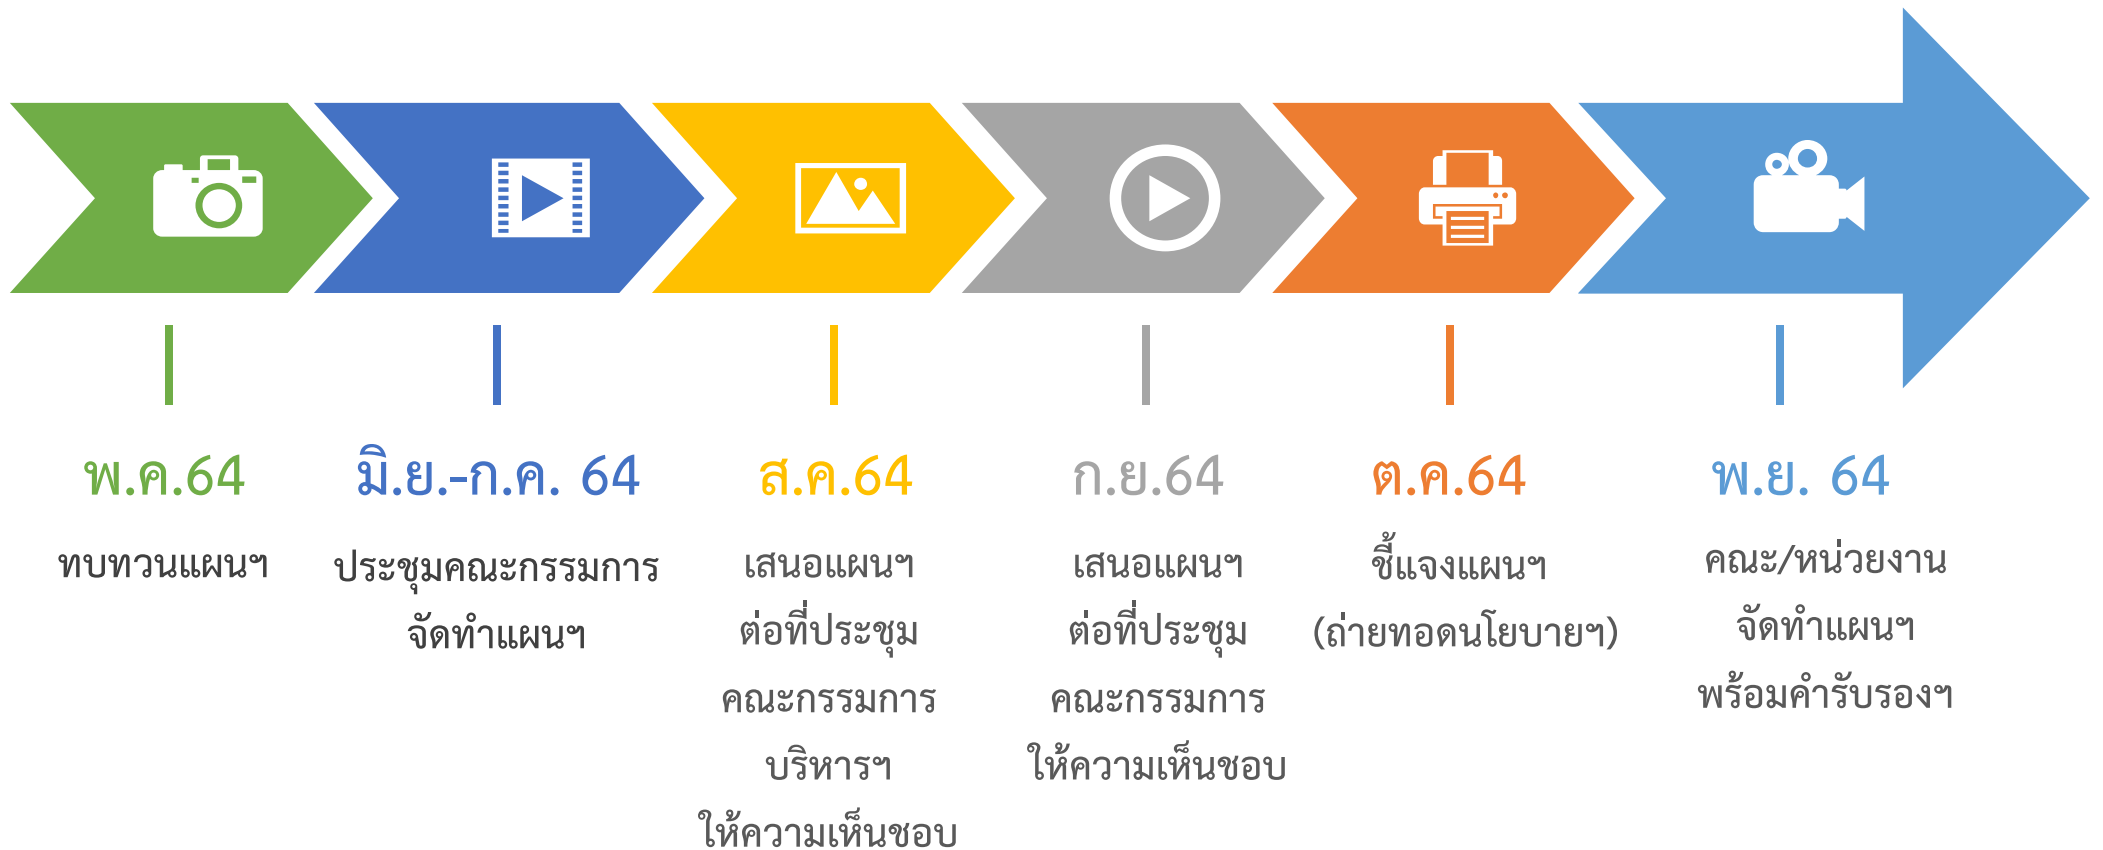 พ.ค.64
ทบทวนแผนฯ
มิ.ย.-ก.ค. 64
ประชุมคณะกรรมการ
จัดทำแผนฯ
ส.ค.64
เสนอแผนฯ
ต่อที่ประชุม
คณะกรรมการ
บริหารฯ
ให้ความเห็นชอบ
ก.ย.64
เสนอแผนฯ
ต่อที่ประชุม
คณะกรรมการ
ให้ความเห็นชอบ
ต.ค.64
ชี้แจงแผนฯ
(ถ่ายทอดนโยบายฯ)
พ.ย. 64
คณะ/หน่วยงาน
จัดทำแผนฯ
พร้อมคำรับรองฯ